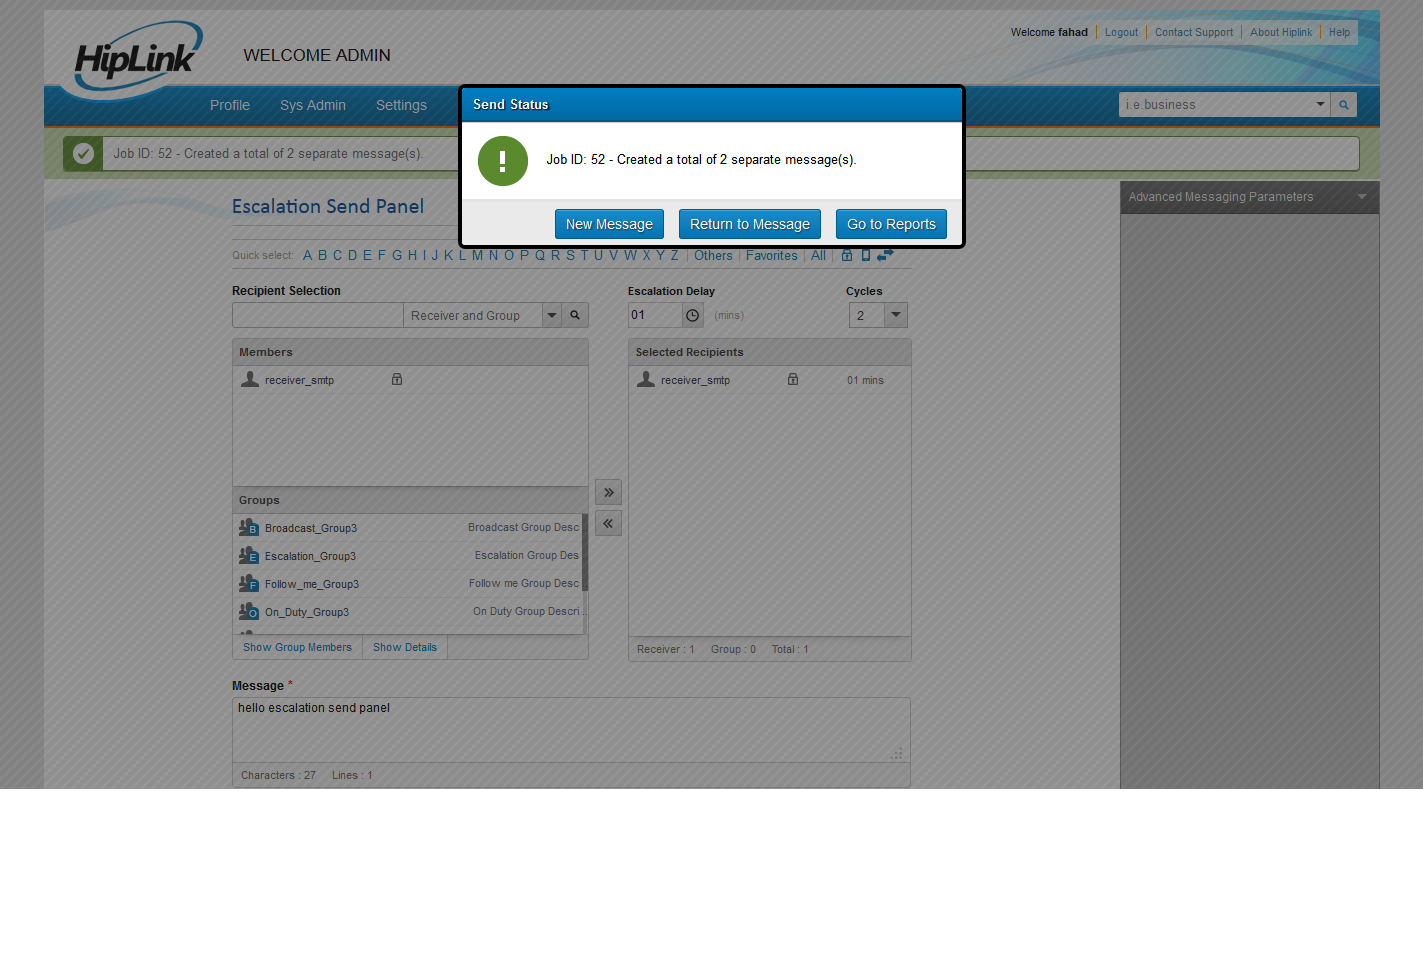 HipLink
WELCOME ADMIN
Welcome fahad Logout Contact Support About Hiplink Help
Profile Sys Admin Settings
i.e.business
Send Status
Job ID: 52 - Created a total of 2 separate message(s).
Job ID: 52 - Created a total of 2 separate message(s).
New Message Return to Message Go to Reports
Advanced Messaging Parameters
Escalation Send Panel
Quick select: A B C D E F G H I J K L M N O P Q R S T U V W X Y Z Others Favorites All
Recipient Selection Escalation Delay Cycles
Receiver and Group 01 (mins) 2
Members Selected Recipients
receiver_smtp receiver_smtp 01 mins
Groups
B Broadcast_Group3 Broadcast Group Desc
E Escalation_Group3 Escalation Group Des
F Follow_me_Group3 Follow me Group Desc
O On_Duty_Group3 On Duty Group Descri
Show Group Members Show Details
Receiver : 1 Group : 0 Total : 1
Message *
hello escalation send panel
Characters : 27 Lines : 1